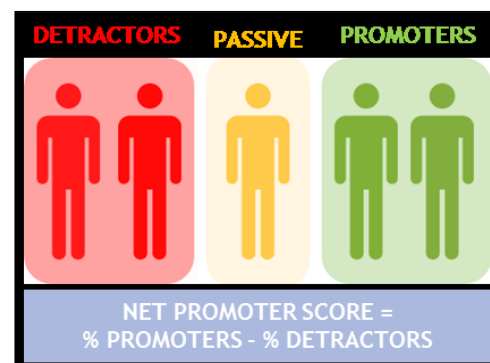 DETRACTORS PASSIVE PROMOTERS
NET PROMOTER SCORE =
% PROMOTERS - % DETRACTORS